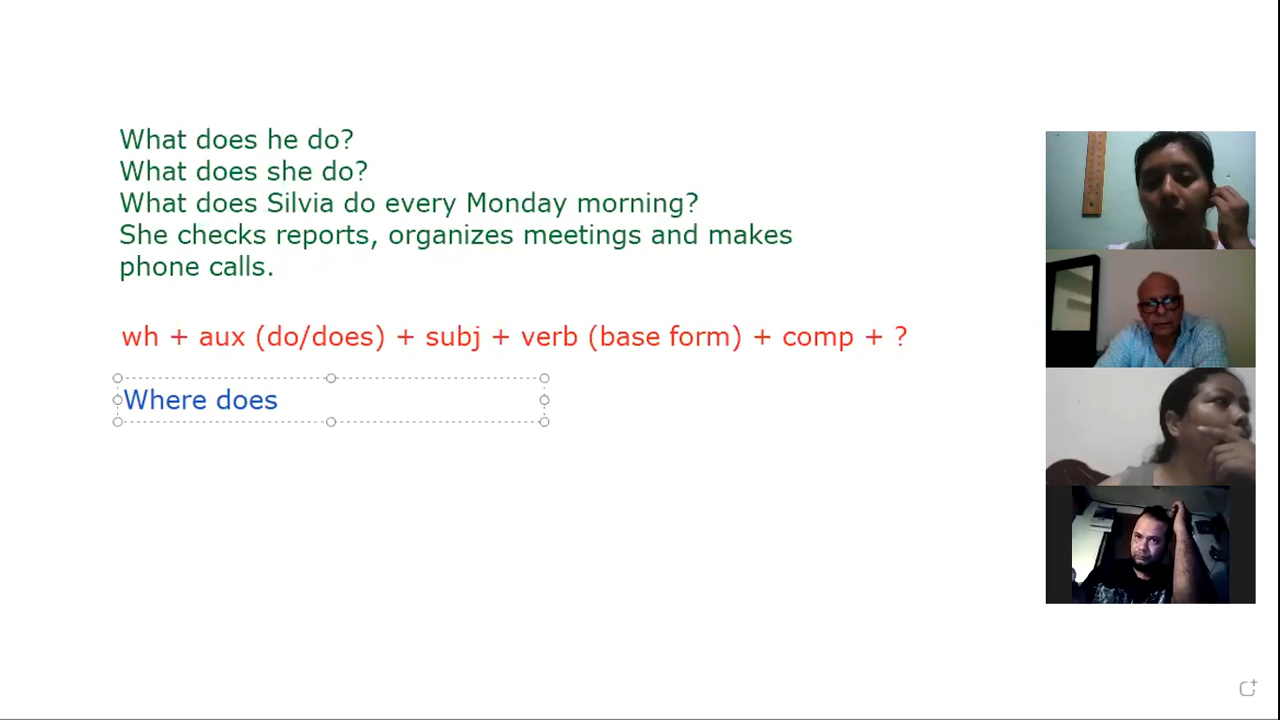 What does he do?
What does she do?
What does Silvia do every Monday morning?
She checks reports, organizes meetings and makes
phone calls.
wh + aux (do/does) + subj + verb (base form) + comp + ?
Where does